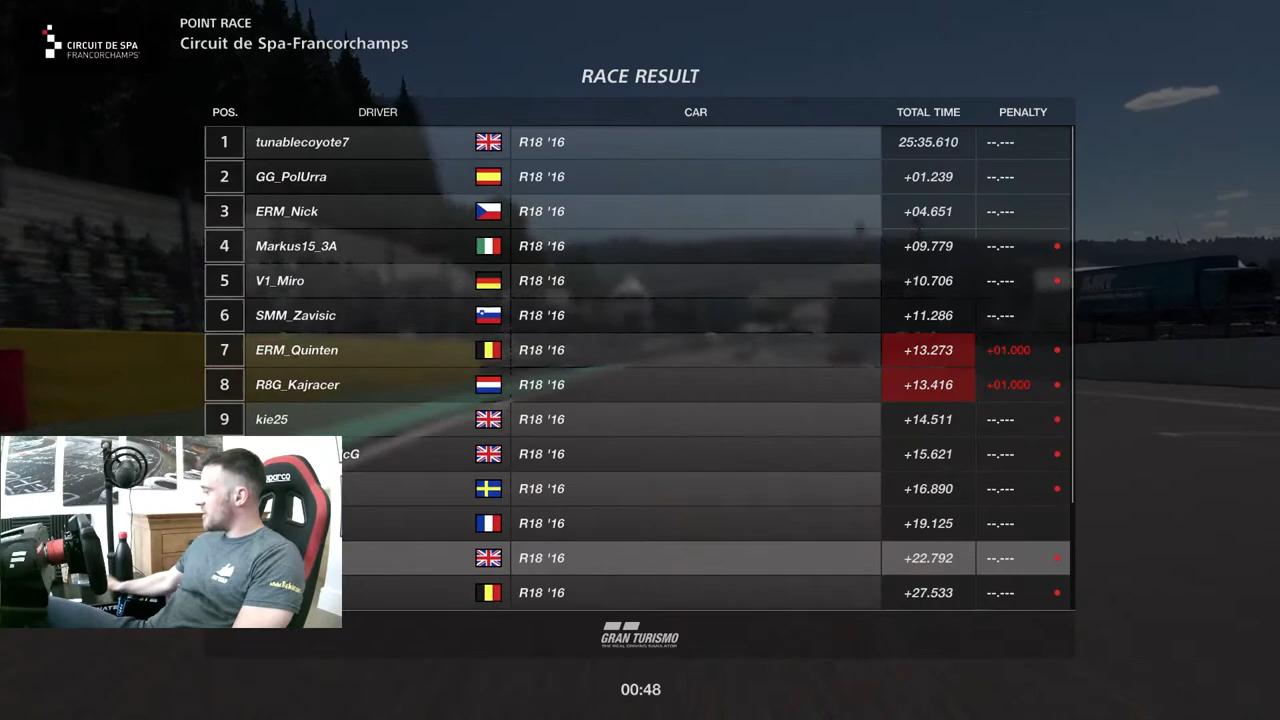 POINT RACE
Circuit de Spa-Francorchamps
CIRCUIT DE SPA
FRANCORCHAMPS
RACE RESULT
POS. DRIVER CAR TOTAL TIME PENALTY
1 tunablecoyote7 R18 '16 25:35.610 --.---
2 GG_PolUrra R18 '16 +01.239 --.---
3 ERM_Nick R18 '16 +04.651 --.---
4 Markus15_3A R18 '16 +09.779 --.---
5 V1_Miro R18 '16 +10.706 --.---
6 SMM_Zavisic R18 '16 +11.286 --.---
7 ERM_Quinten R18 '16 +13.273 +01.000
8 R8G_Kajracer R18 '16 +13.416 +01.000
9 kie25 R18 '16 +14.511 --.---
cG R18 '16 +15.621 --.---
R18 '16 +16.890 --.---
R18 '16 +19.125 --.---
R18 '16 +22.792 --.---
R18 '16 +27.533 --.---
sparco
GRAN TURISMO
THE REAL DRIVING SIMULATOR
00:48